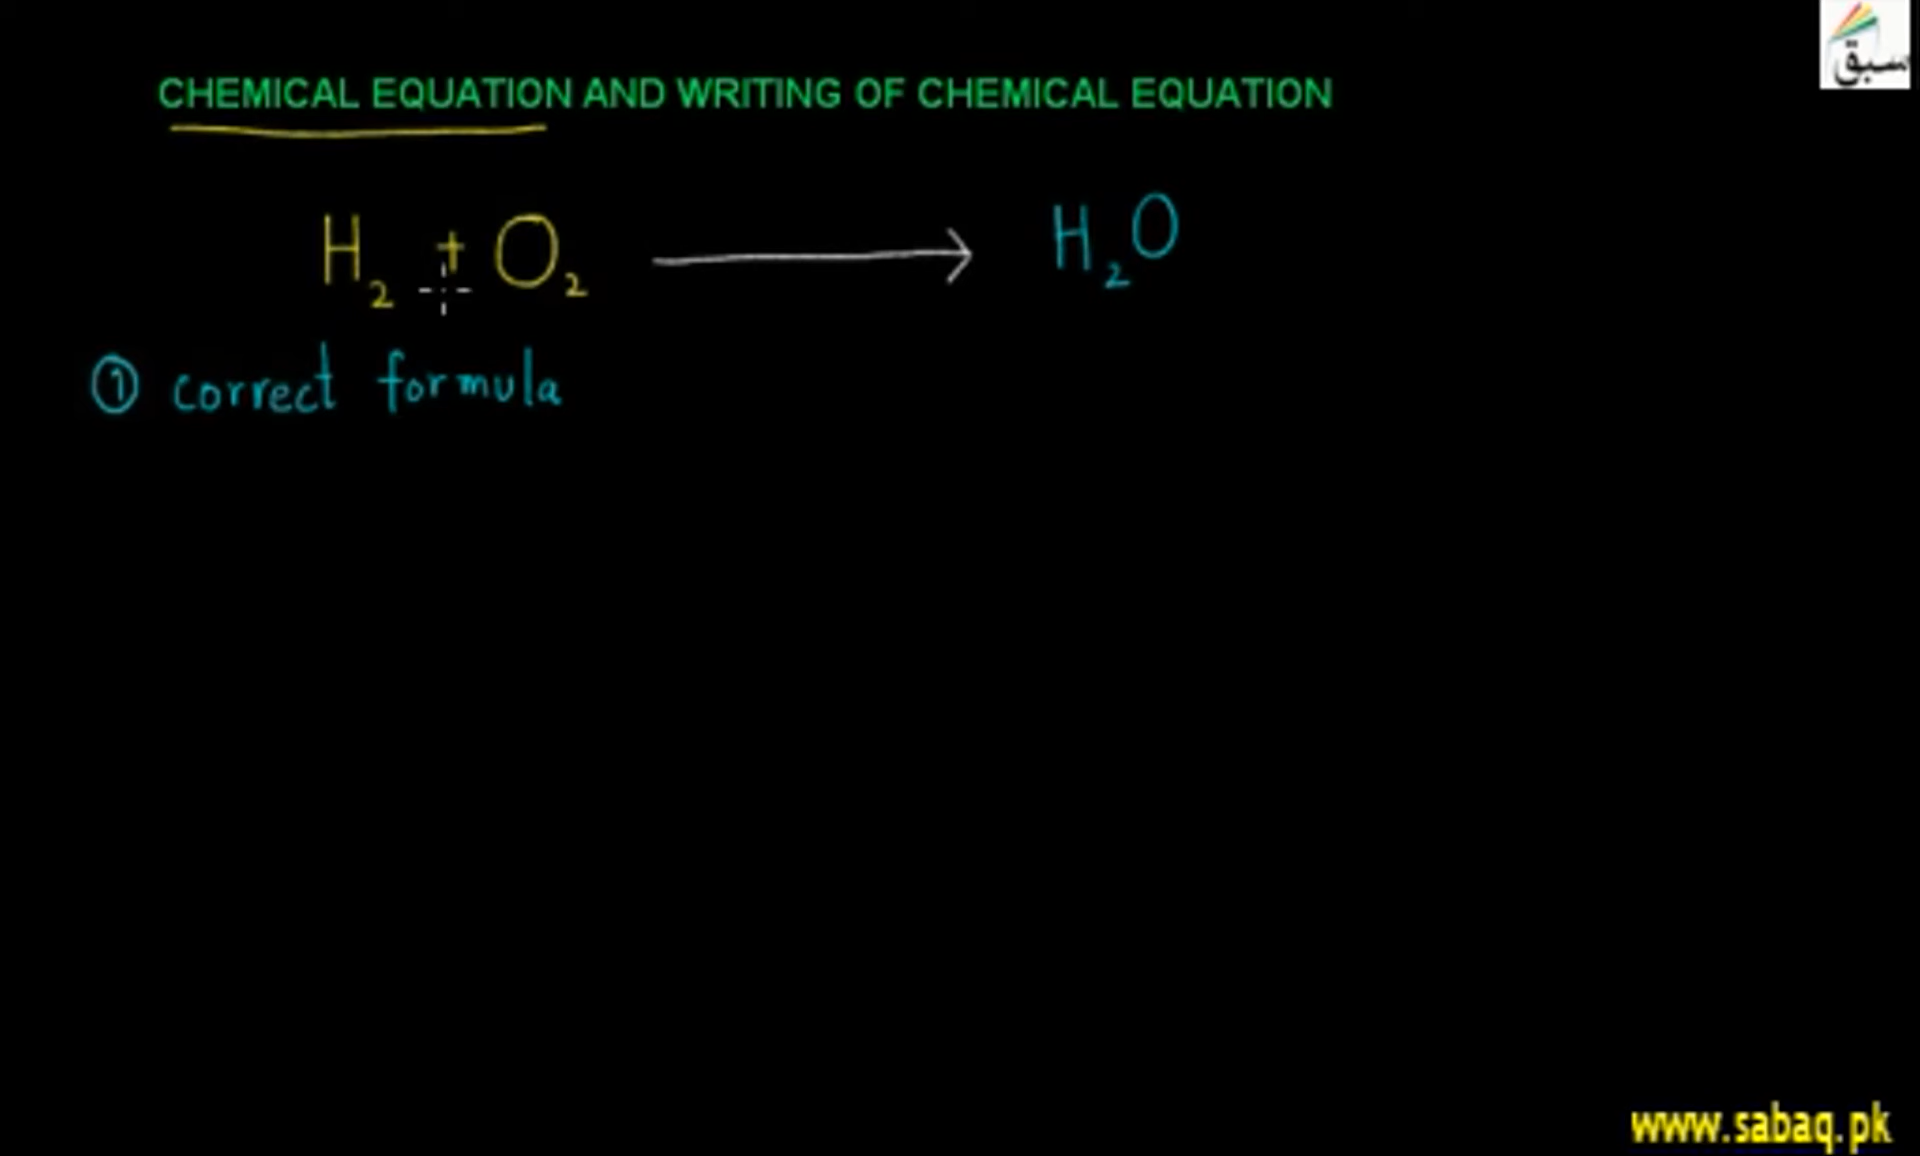 سبق
CHEMICAL EQUATION AND WRITING OF CHEMICAL EQUATION
H₂ + O₂ ⟶ H₂O
① correct formula
www.sabaq.pk